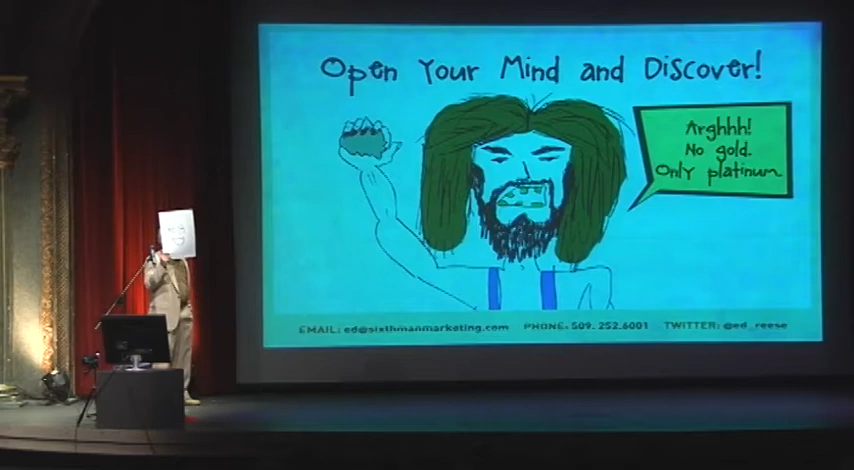 Open Your Mind and Discover!
Arghhh!
No gold.
Only platinum.
EMAIL: ed@sixthmanmarketing.com PHONE: 509. 252.6001 TWITTER: @ed_reese